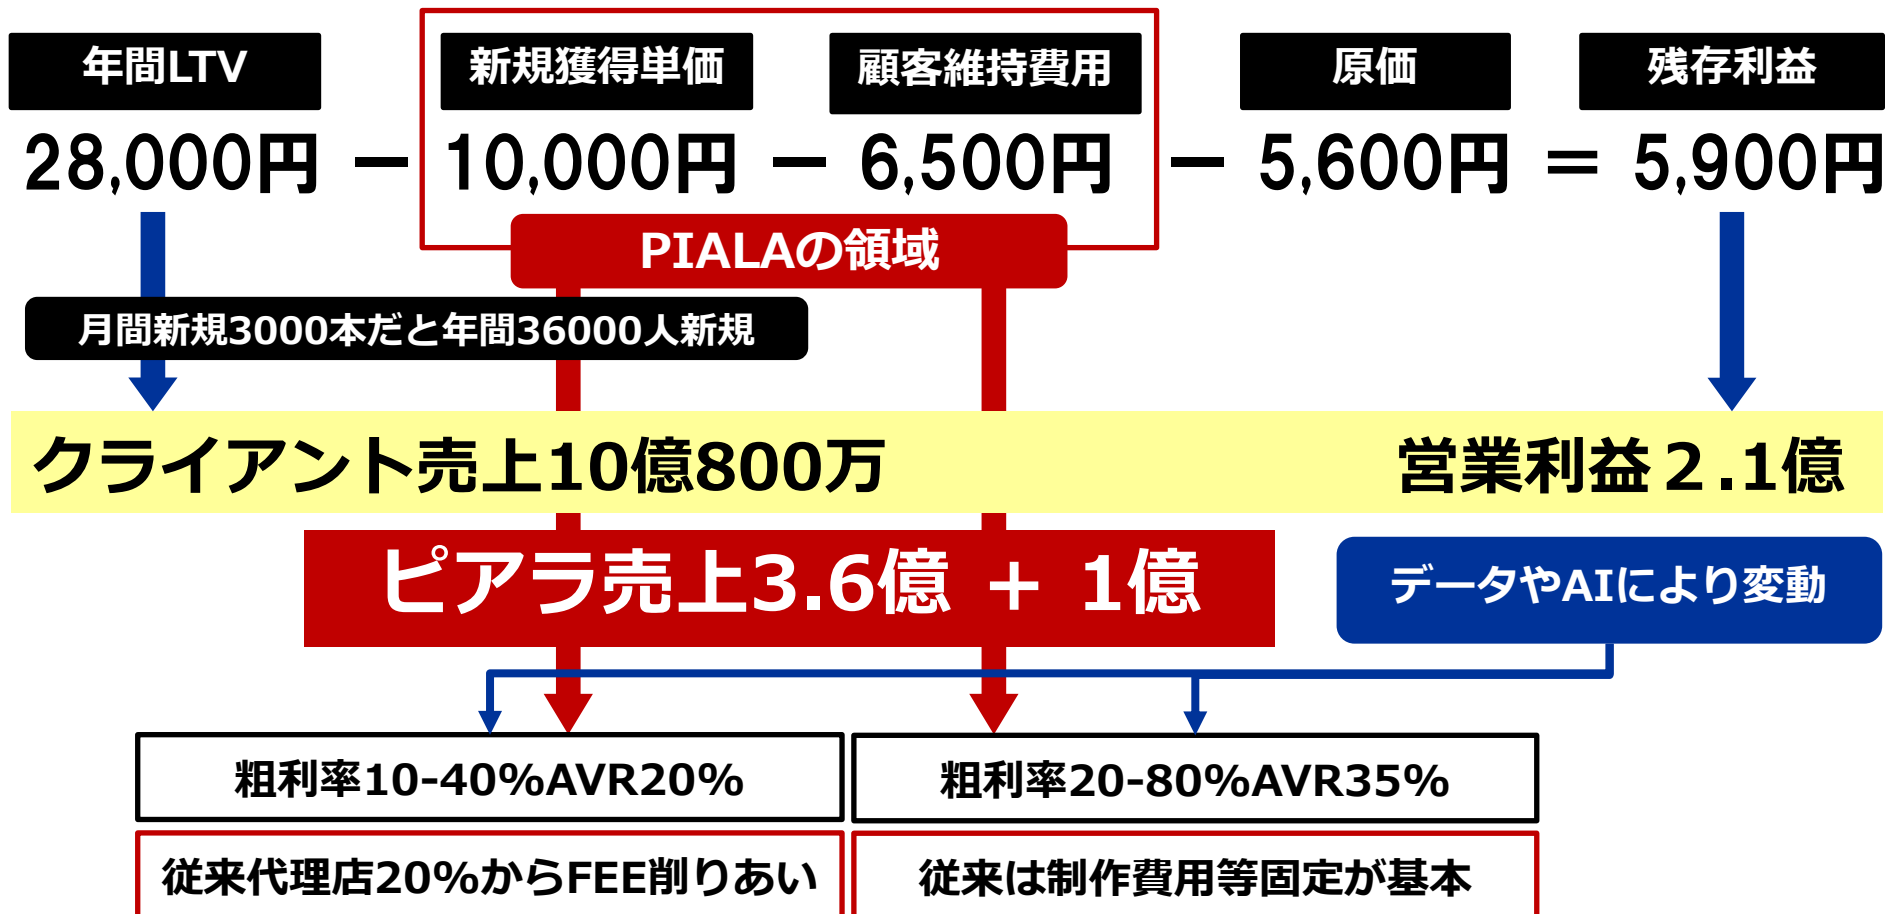 年間LTV 新規獲得単価 顧客維持費用 原価 残存利益
28,000円 － 10,000円 － 6,500円 － 5,600円 ＝ 5,900円
PIALAの領域
月間新規3000本だと年間36000人新規
クライアント売上10億800万 営業利益２.1億
ピアラ売上3.6億 + 1億
データやAIにより変動
粗利率10-40%AVR20% 粗利率20-80%AVR35%
従来代理店20%からFEE削りあい 従来は制作費用等固定が基本